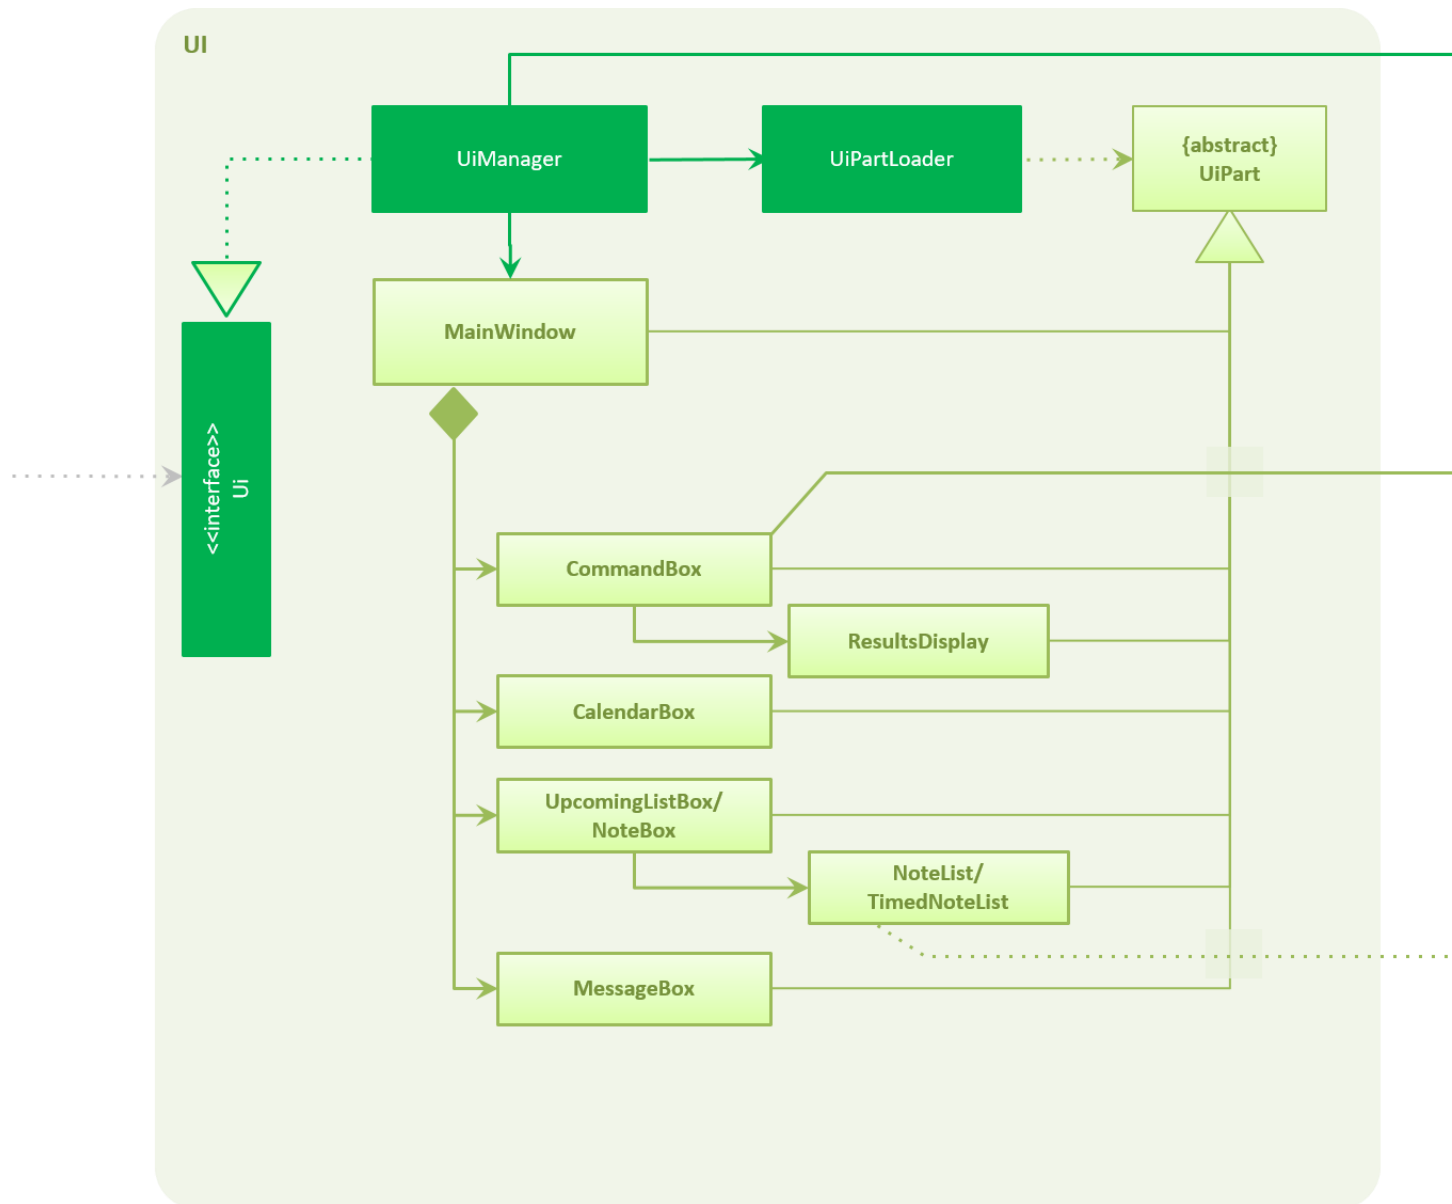 UI
UiManager
UiPartLoader
{abstract}
UiPart
MainWindow
<<interface>>
Ui
CommandBox
ResultsDisplay
CalendarBox
UpcomingListBox/
NoteBox
NoteList/
TimedNoteList
MessageBox